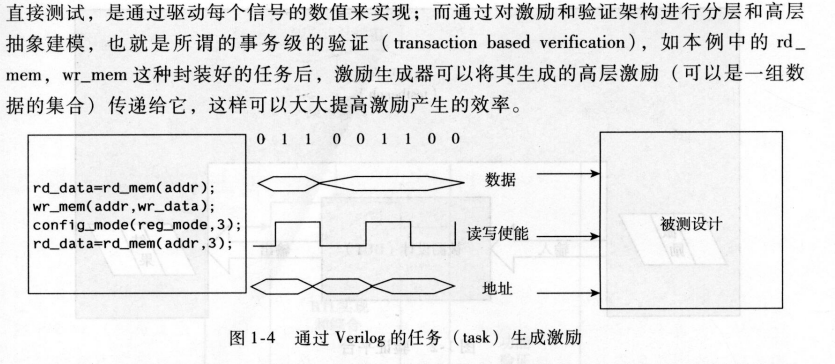 直接测试，是通过驱动每个信号的数值来实现；而通过对激励和验证架构进行分层和高层
抽象建模，也就是所谓的事务级的验证（transaction based verification），如本例中的 rd_
mem，wr_mem 这种封装好的任务后，激励生成器可以将其生成的高层激励（可以是一组数
据的集合）传递给它，这样可以大大提高激励产生的效率。
0 1 1 0 0 1 1 0 0
rd_data=rd_mem(addr);
wr_mem(addr,wr_data);
config_mode(reg_mode,3);
rd_data=rd_mem(addr,3);
数据
读写使能
地址
被测设计
图 1-4 通过 Verilog 的任务（task）生成激励